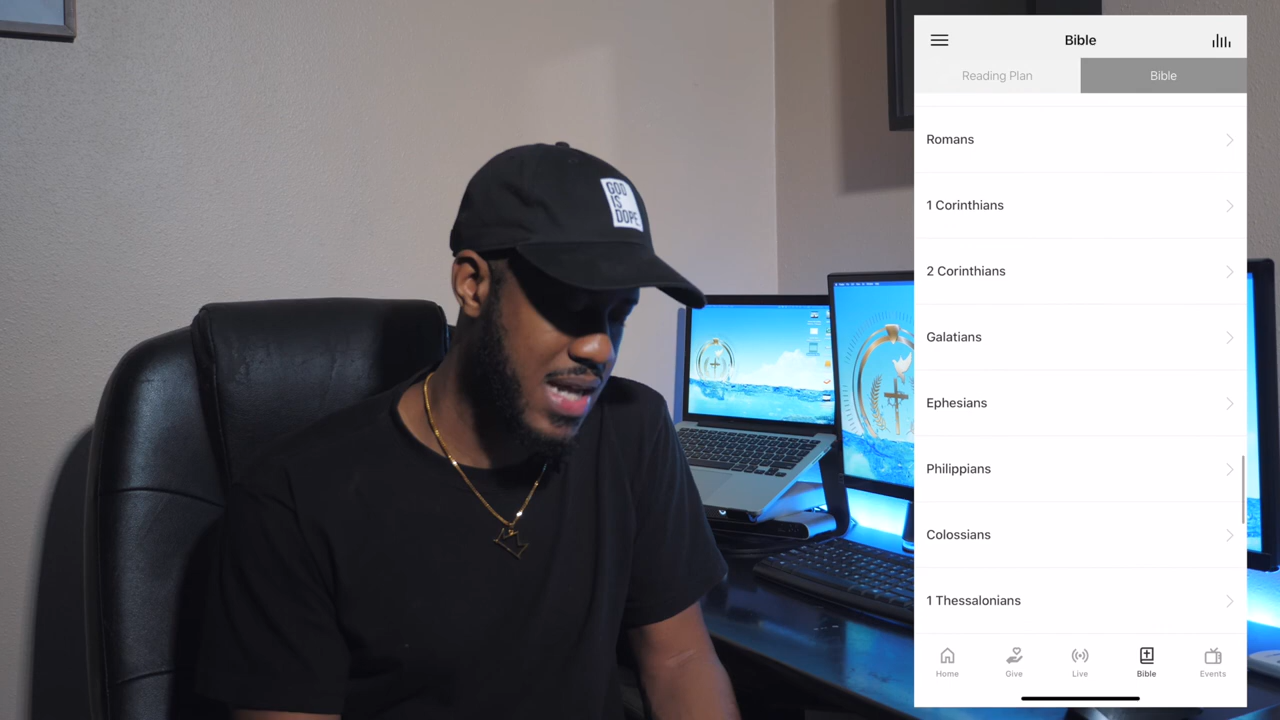 GOD
IS
DOPE
Bible
Reading Plan
Bible
Romans
1 Corinthians
2 Corinthians
Galatians
Ephesians
Philippians
Colossians
1 Thessalonians
Home
Give
Live
Bible
Events